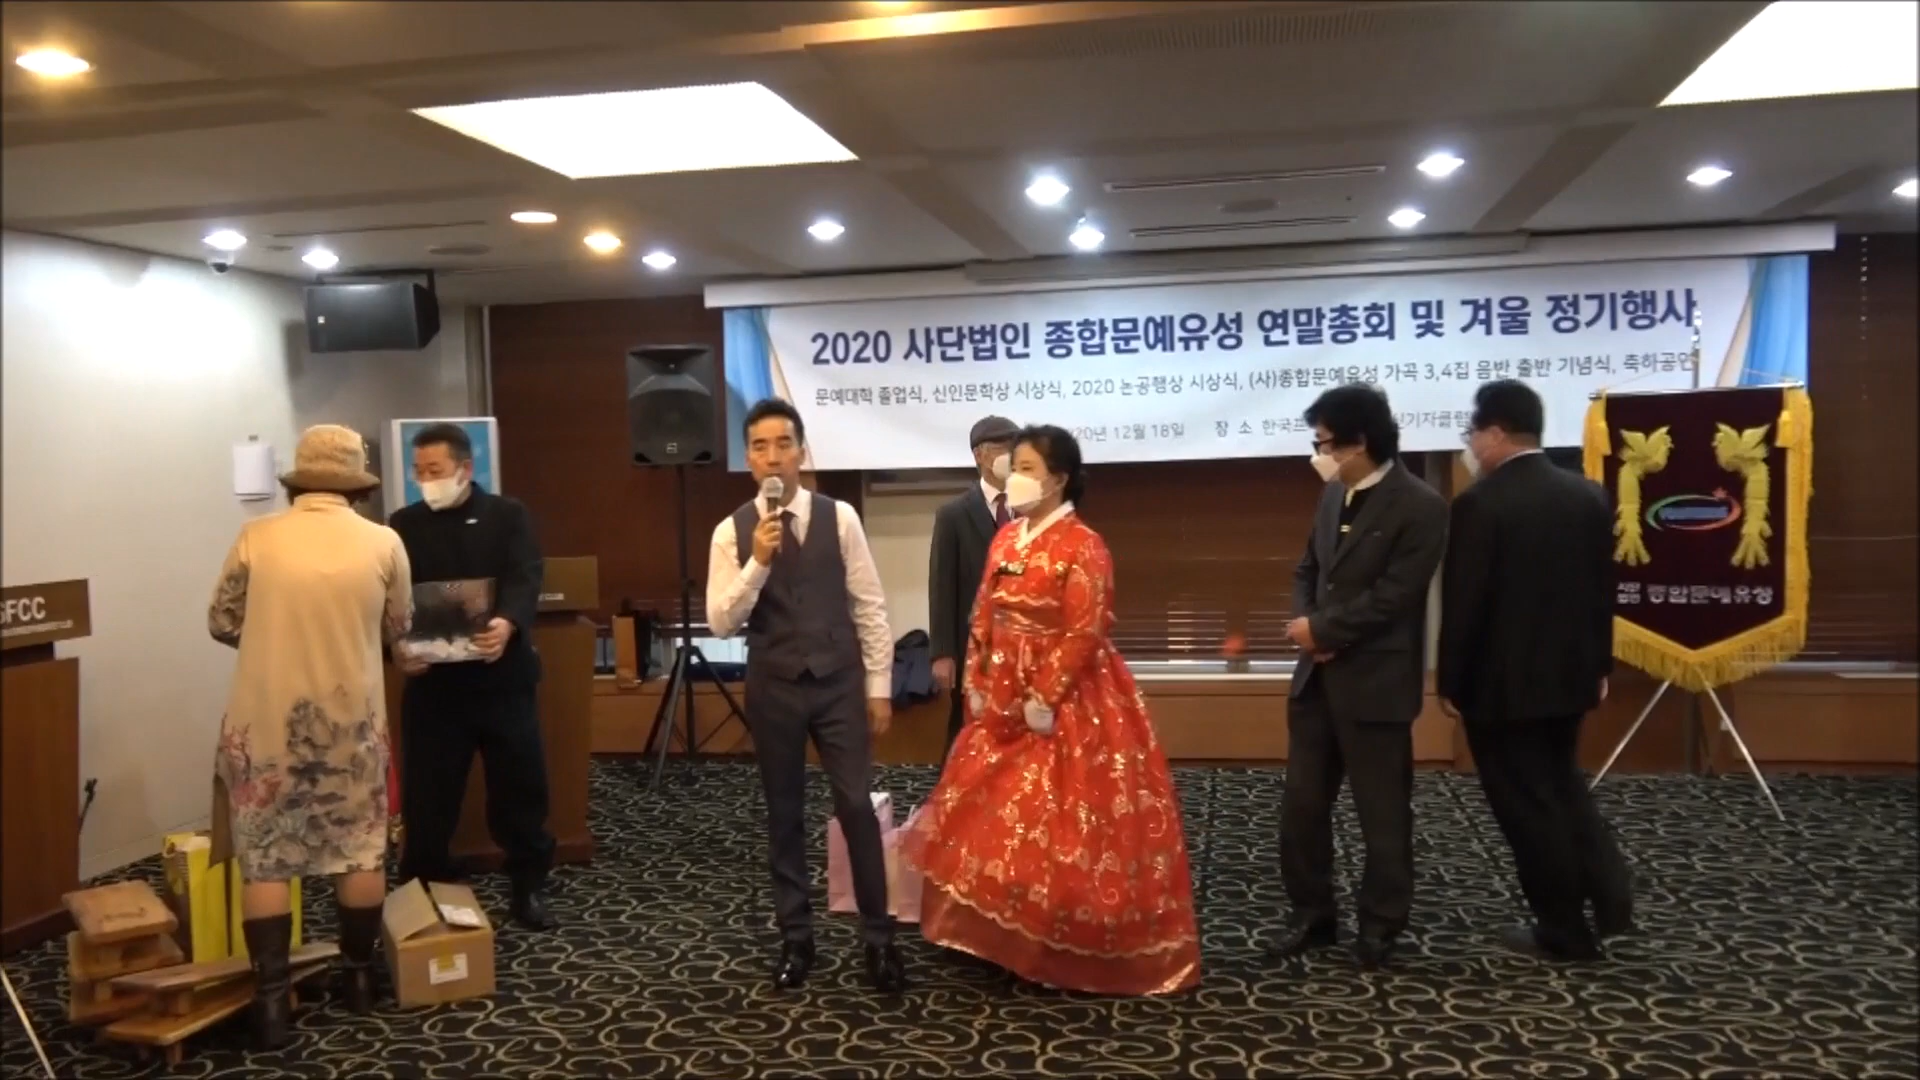 2020 사단법인 종합문예유성 연말총회 및 겨울 정기행사
문예대학 졸업식, 신인문학상 시상식, 2020 논공행상 시상식, (사)종합문예유성 가곡 3,4집 음반 출반 기념식, 축하공연
20년 12월 18일 장 소 한국프
SFCC
종합문예유성